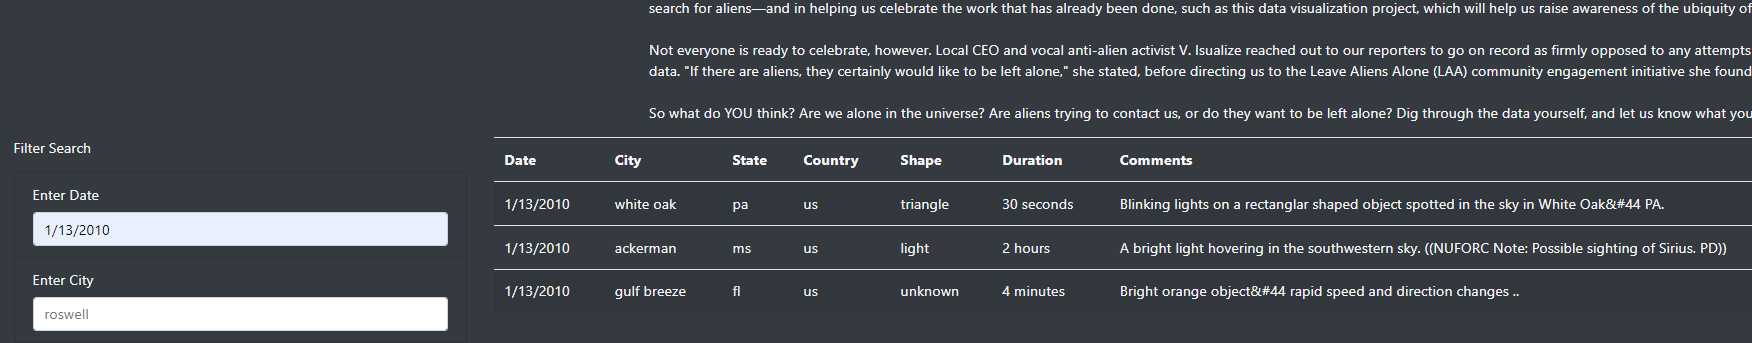 search for aliens—and in helping us celebrate the work that has already been done, such as this data visualization project, which will help us raise awareness of the ubiquity of
Not everyone is ready to celebrate, however. Local CEO and vocal anti-alien activist V. Isualize reached out to our reporters to go on record as firmly opposed to any attempts
data. "If there are aliens, they certainly would like to be left alone," she stated, before directing us to the Leave Aliens Alone (LAA) community engagement initiative she found
So what do YOU think? Are we alone in the universe? Are aliens trying to contact us, or do they want to be left alone? Dig through the data yourself, and let us know what you
Filter Search
Enter Date
1/13/2010
Enter City
roswell
Date City State Country Shape Duration Comments
1/13/2010 white oak pa us triangle 30 seconds Blinking lights on a rectanglar shaped object spotted in the sky in White Oak&#44 PA.
1/13/2010 ackerman ms us light 2 hours A bright light hovering in the southwestern sky. ((NUFORC Note: Possible sighting of Sirius. PD))
1/13/2010 gulf breeze fl us unknown 4 minutes Bright orange object&#44 rapid speed and direction changes ..